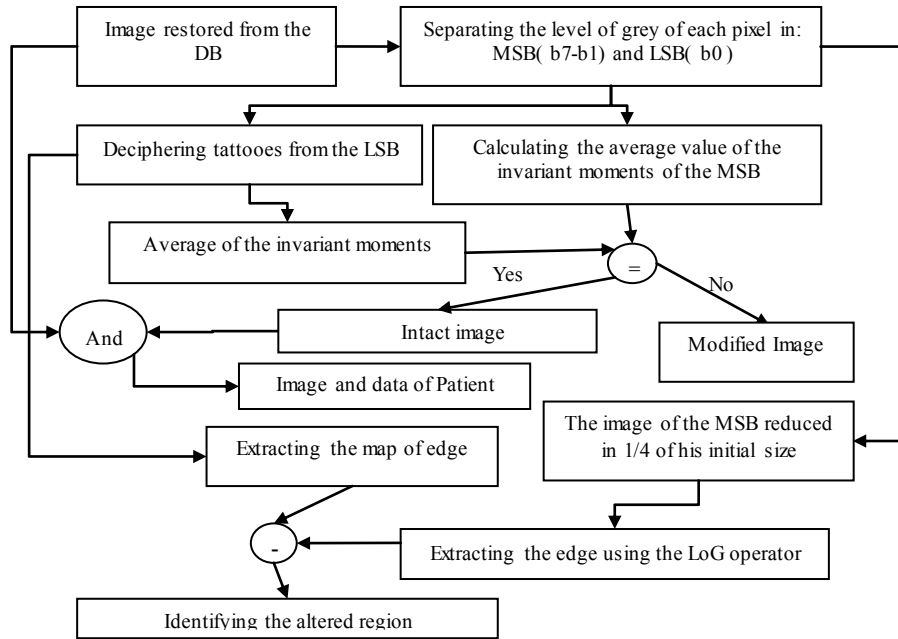 Image restored from the
DB
Separating the level of grey of each pixel in:
MSB( b7-b1) and LSB( b0 )
Deciphering tattooes from the LSB
Calculating the average value of the
invariant moments of the MSB
Average of the invariant moments
=
Yes
No
And
Intact image
Modified Image
Image and data of Patient
The image of the MSB reduced
in 1/4 of his initial size
Extracting the map of edge
-
Extracting the edge using the LoG operator
Identifying the altered region